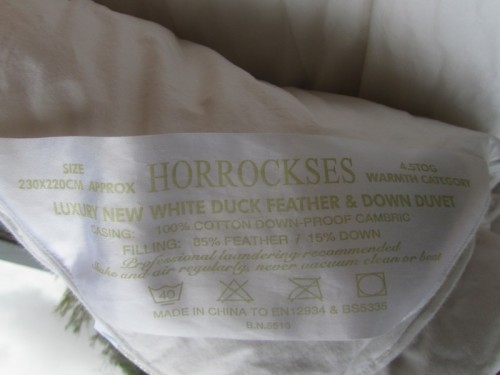 SIZE
230X220CM APPROX
HORROCKSES
4.5TOG
WARMTH CATEGORY
LUXURY NEW WHITE DUCK FEATHER & DOWN DUVET
CASING: 100% COTTON DOWN-PROOF CAMBRIC
FILLING: 85% FEATHER / 15% DOWN
Professional laundering recommended
Shake and air regularly, never vacuum clean or beat
40
MADE IN CHINA TO EN12934 & BS5335